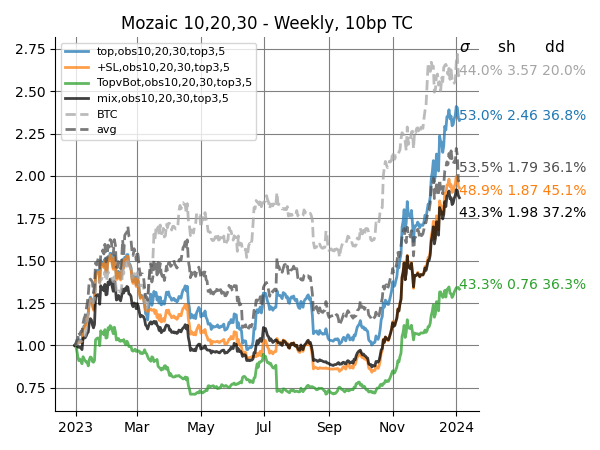 Mozaic 10,20,30 - Weekly, 10bp TC
σ sh dd
2.75
2.50
2.25
2.00
1.75
1.50
1.25
1.00
0.75
top,obs10,20,30,top3,5
+SL,obs10,20,30,top3,5
TopvBot,obs10,20,30,top3,5
mix,obs10,20,30,top3,5
BTC
avg
44.0% 3.57 20.0%
53.0% 2.46 36.8%
53.5% 1.79 36.1%
48.9% 1.87 45.1%
43.3% 1.98 37.2%
43.3% 0.76 36.3%
2023 Mar May Jul Sep Nov 2024